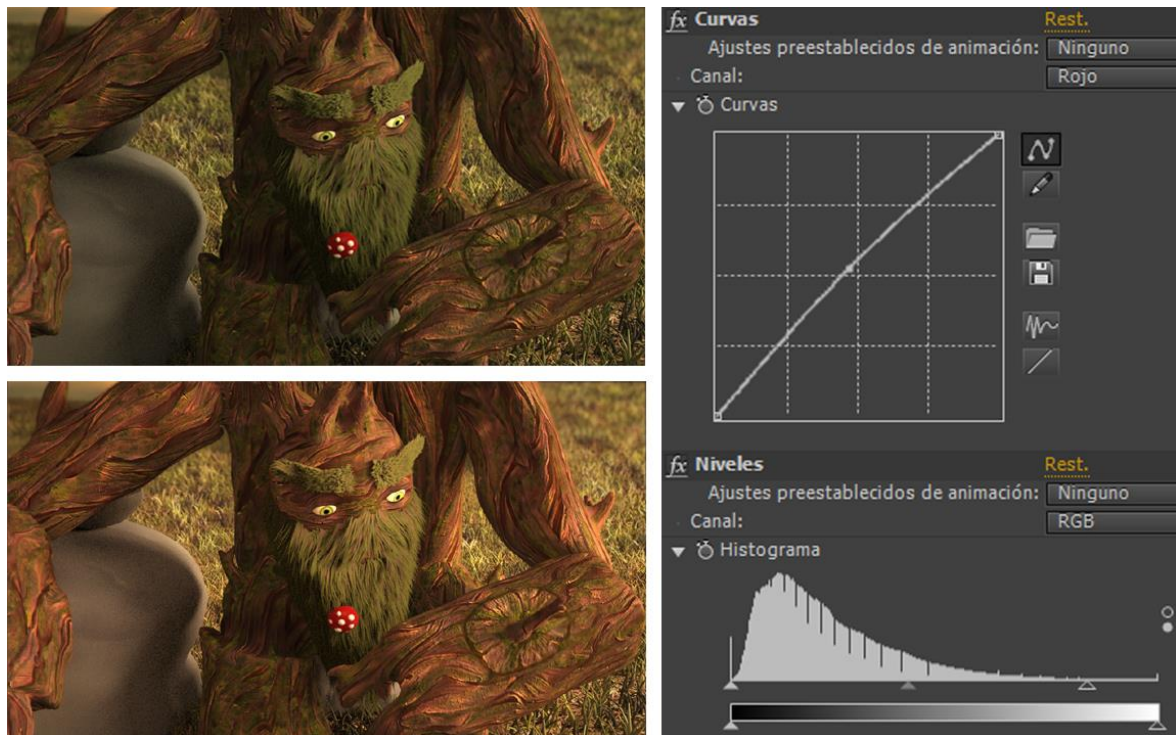 fx Curvas Rest.
Ajustes preestablecidos de animación: Ninguno
Canal: Rojo
Curvas
fx Niveles Rest.
Ajustes preestablecidos de animación: Ninguno
Canal: RGB
Histograma